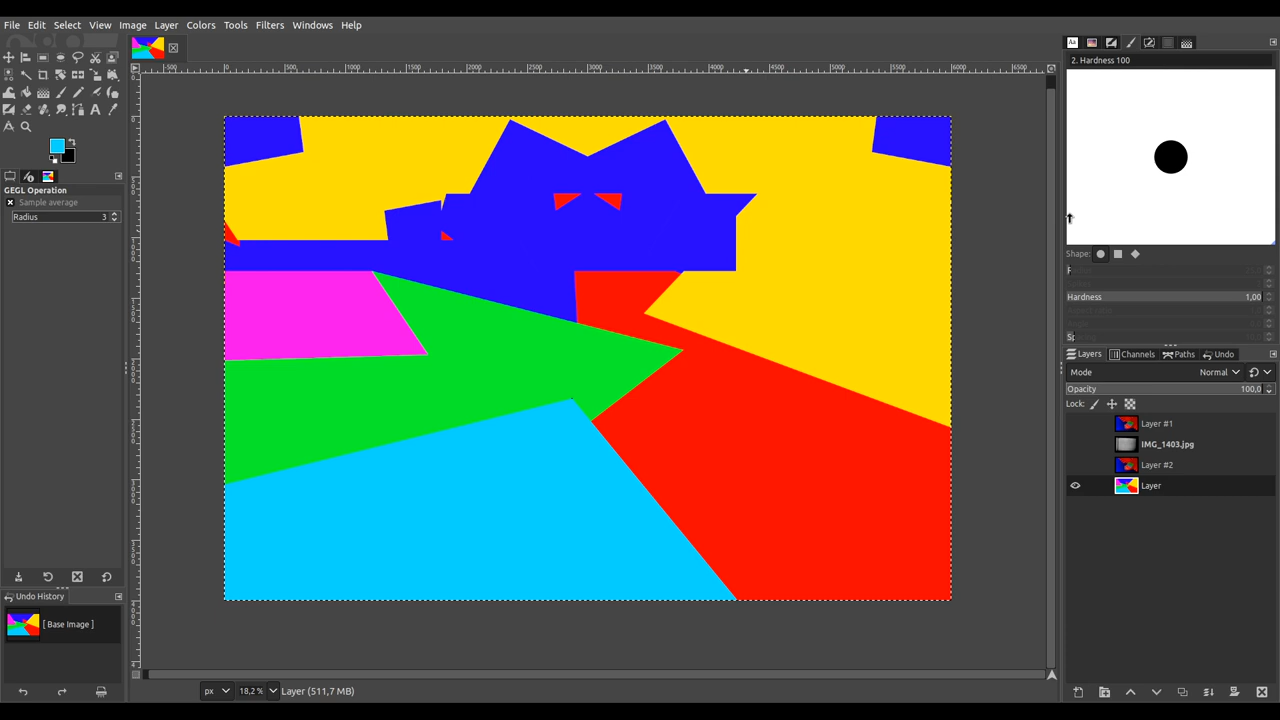 File Edit Select View Image Layer Colors Tools Filters Windows Help
2. Hardness 100
GEGL Operation
Sample average
Radius 3
Shape:
Hardness 1,00
Layers Channels Paths Undo
Mode Normal
Opacity 100,0
Lock:
Layer #1
IMG_1403.jpg
Layer #2
Layer
Undo History
[ Base Image ]
px 18,2 % Layer (511,7 MB)